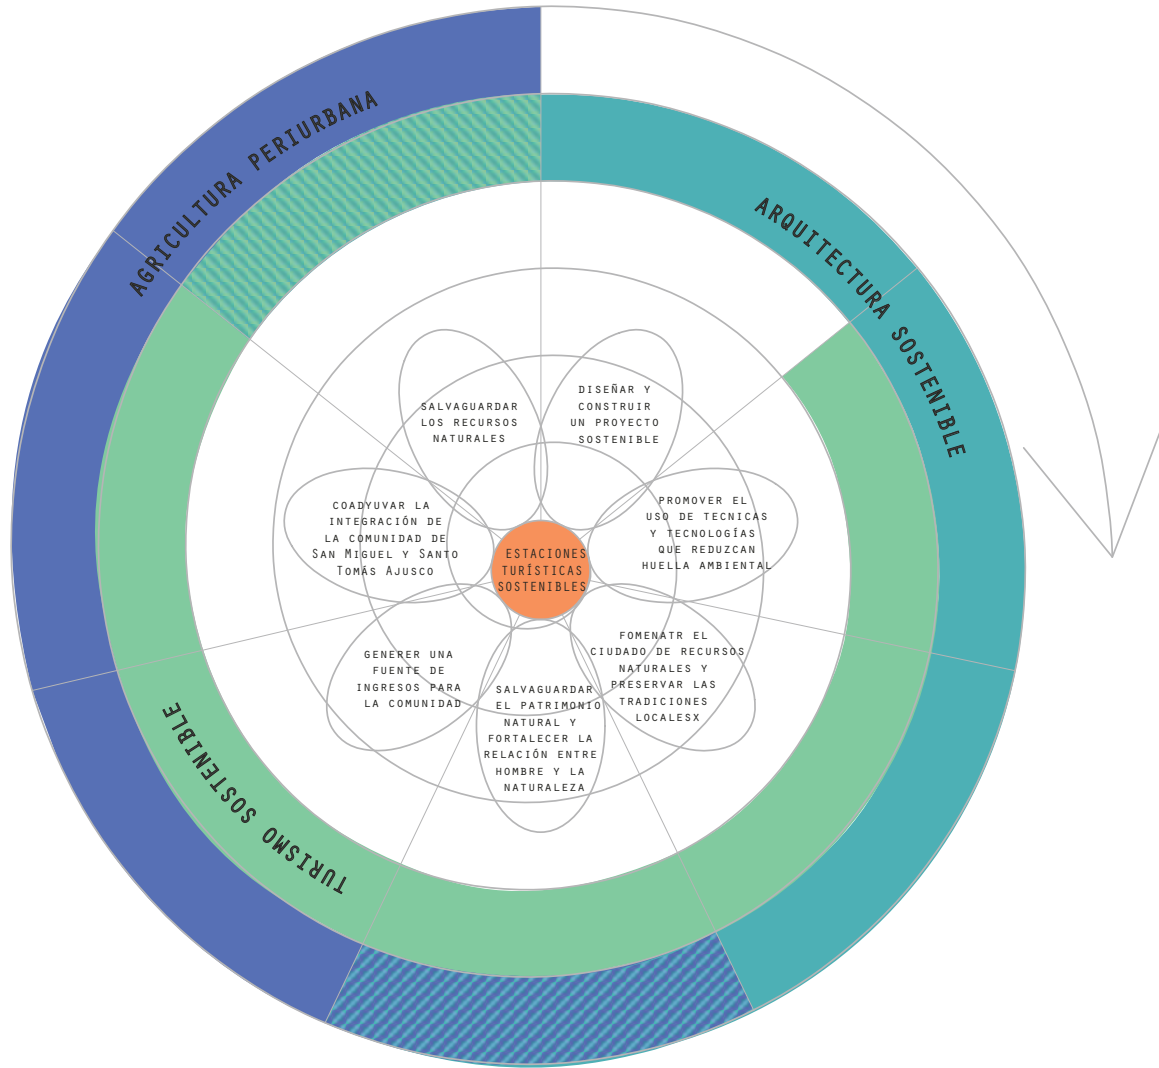 AGRICULTURA PERIURBANA
ARQUITECTURA SOSTENIBLE
TURISMO SOSTENIBLE
SALVAGUARDAR
LOS RECURSOS
NATURALES
DISEÑAR Y
CONSTRUIR
UN PROYECTO
SOSTENIBLE
COADYUVAR LA
INTEGRACIÓN DE
LA COMUNIDAD DE
SAN MIGUEL Y SANTO
TOMÁS AJUSCO
PROMOVER EL
USO DE TECNICAS
Y TECNOLOGÍAS
QUE REDUZCAN
HUELLA AMBIENTAL
ESTACIONES
TURÍSTICAS
SOSTENIBLES
GENERER UNA
FUENTE DE
INGRESOS PARA
LA COMUNIDAD
SALVAGUARDAR
EL PATRIMONIO
NATURAL Y
FORTALECER LA
RELACIÓN ENTRE
HOMBRE Y LA
NATURALEZA
FOMENATR EL
CIUDADO DE RECURSOS
NATURALES Y
PRESERVAR LAS
TRADICIONES
LOCALESX